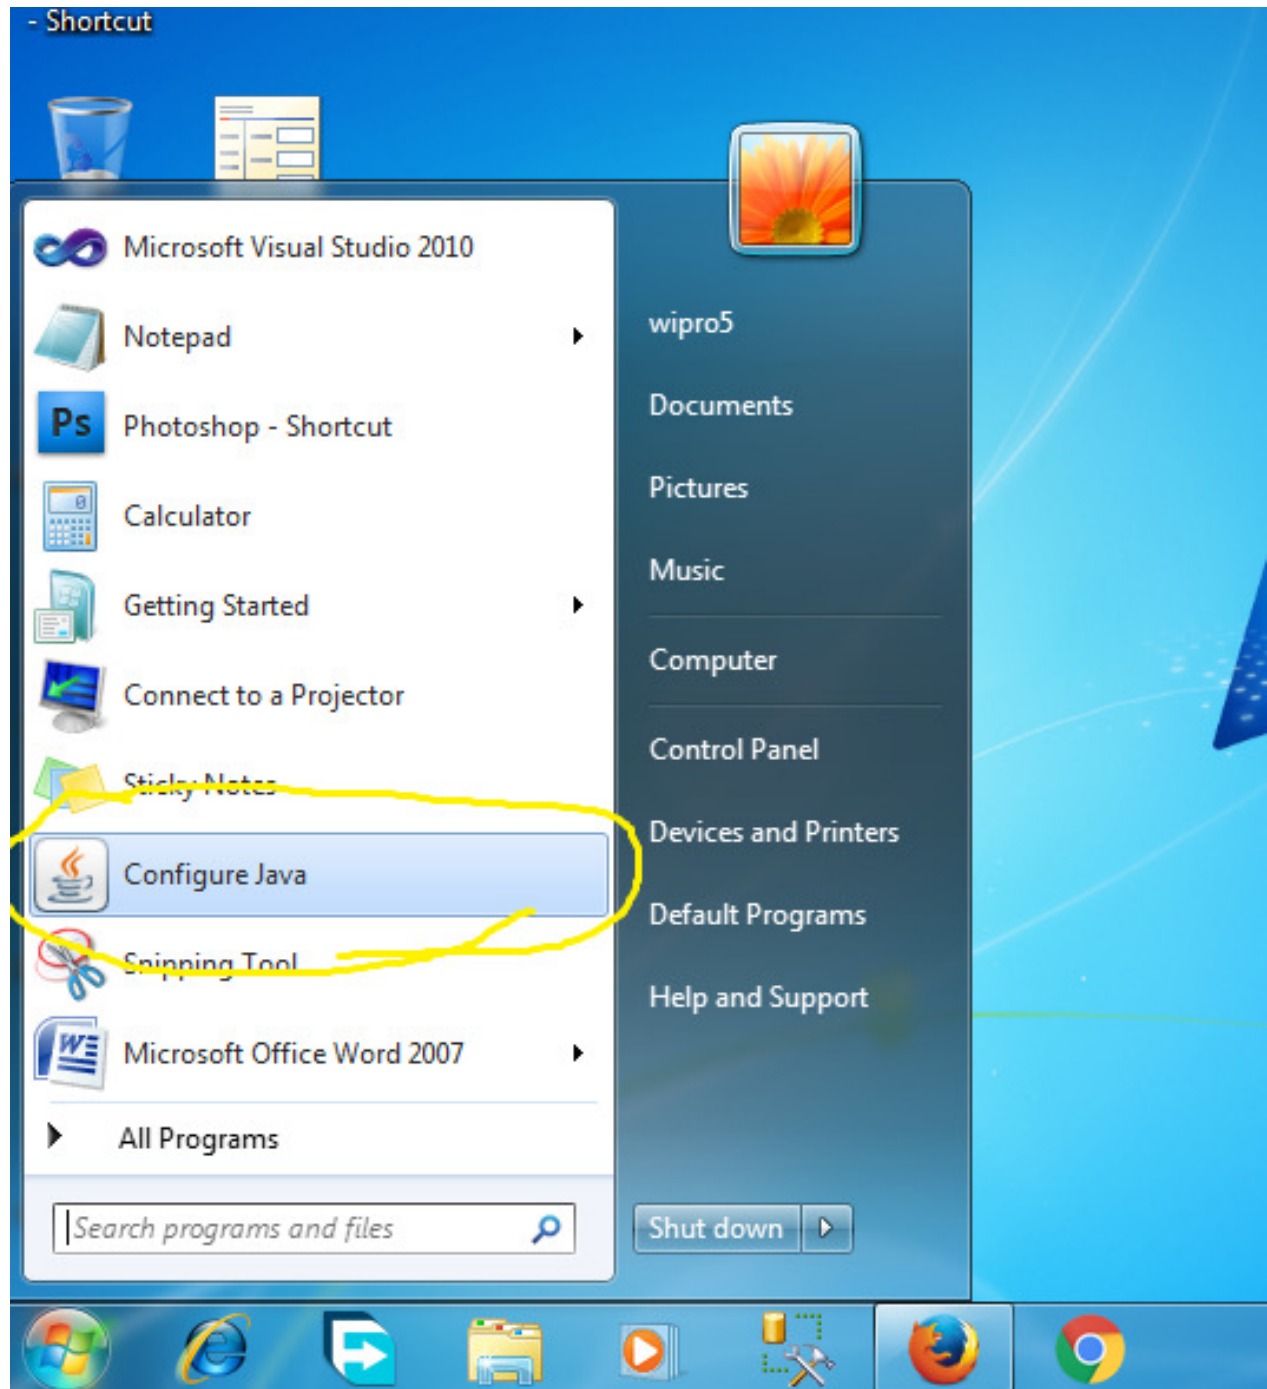 - Shortcut
Microsoft Visual Studio 2010
Notepad
Ps
Photoshop - Shortcut
Calculator
Getting Started
Connect to a Projector
Sticky Notes
Configure Java
Snipping Tool
Microsoft Office Word 2007
All Programs
Search programs and files
wipro5
Documents
Pictures
Music
Computer
Control Panel
Devices and Printers
Default Programs
Help and Support
Shut down